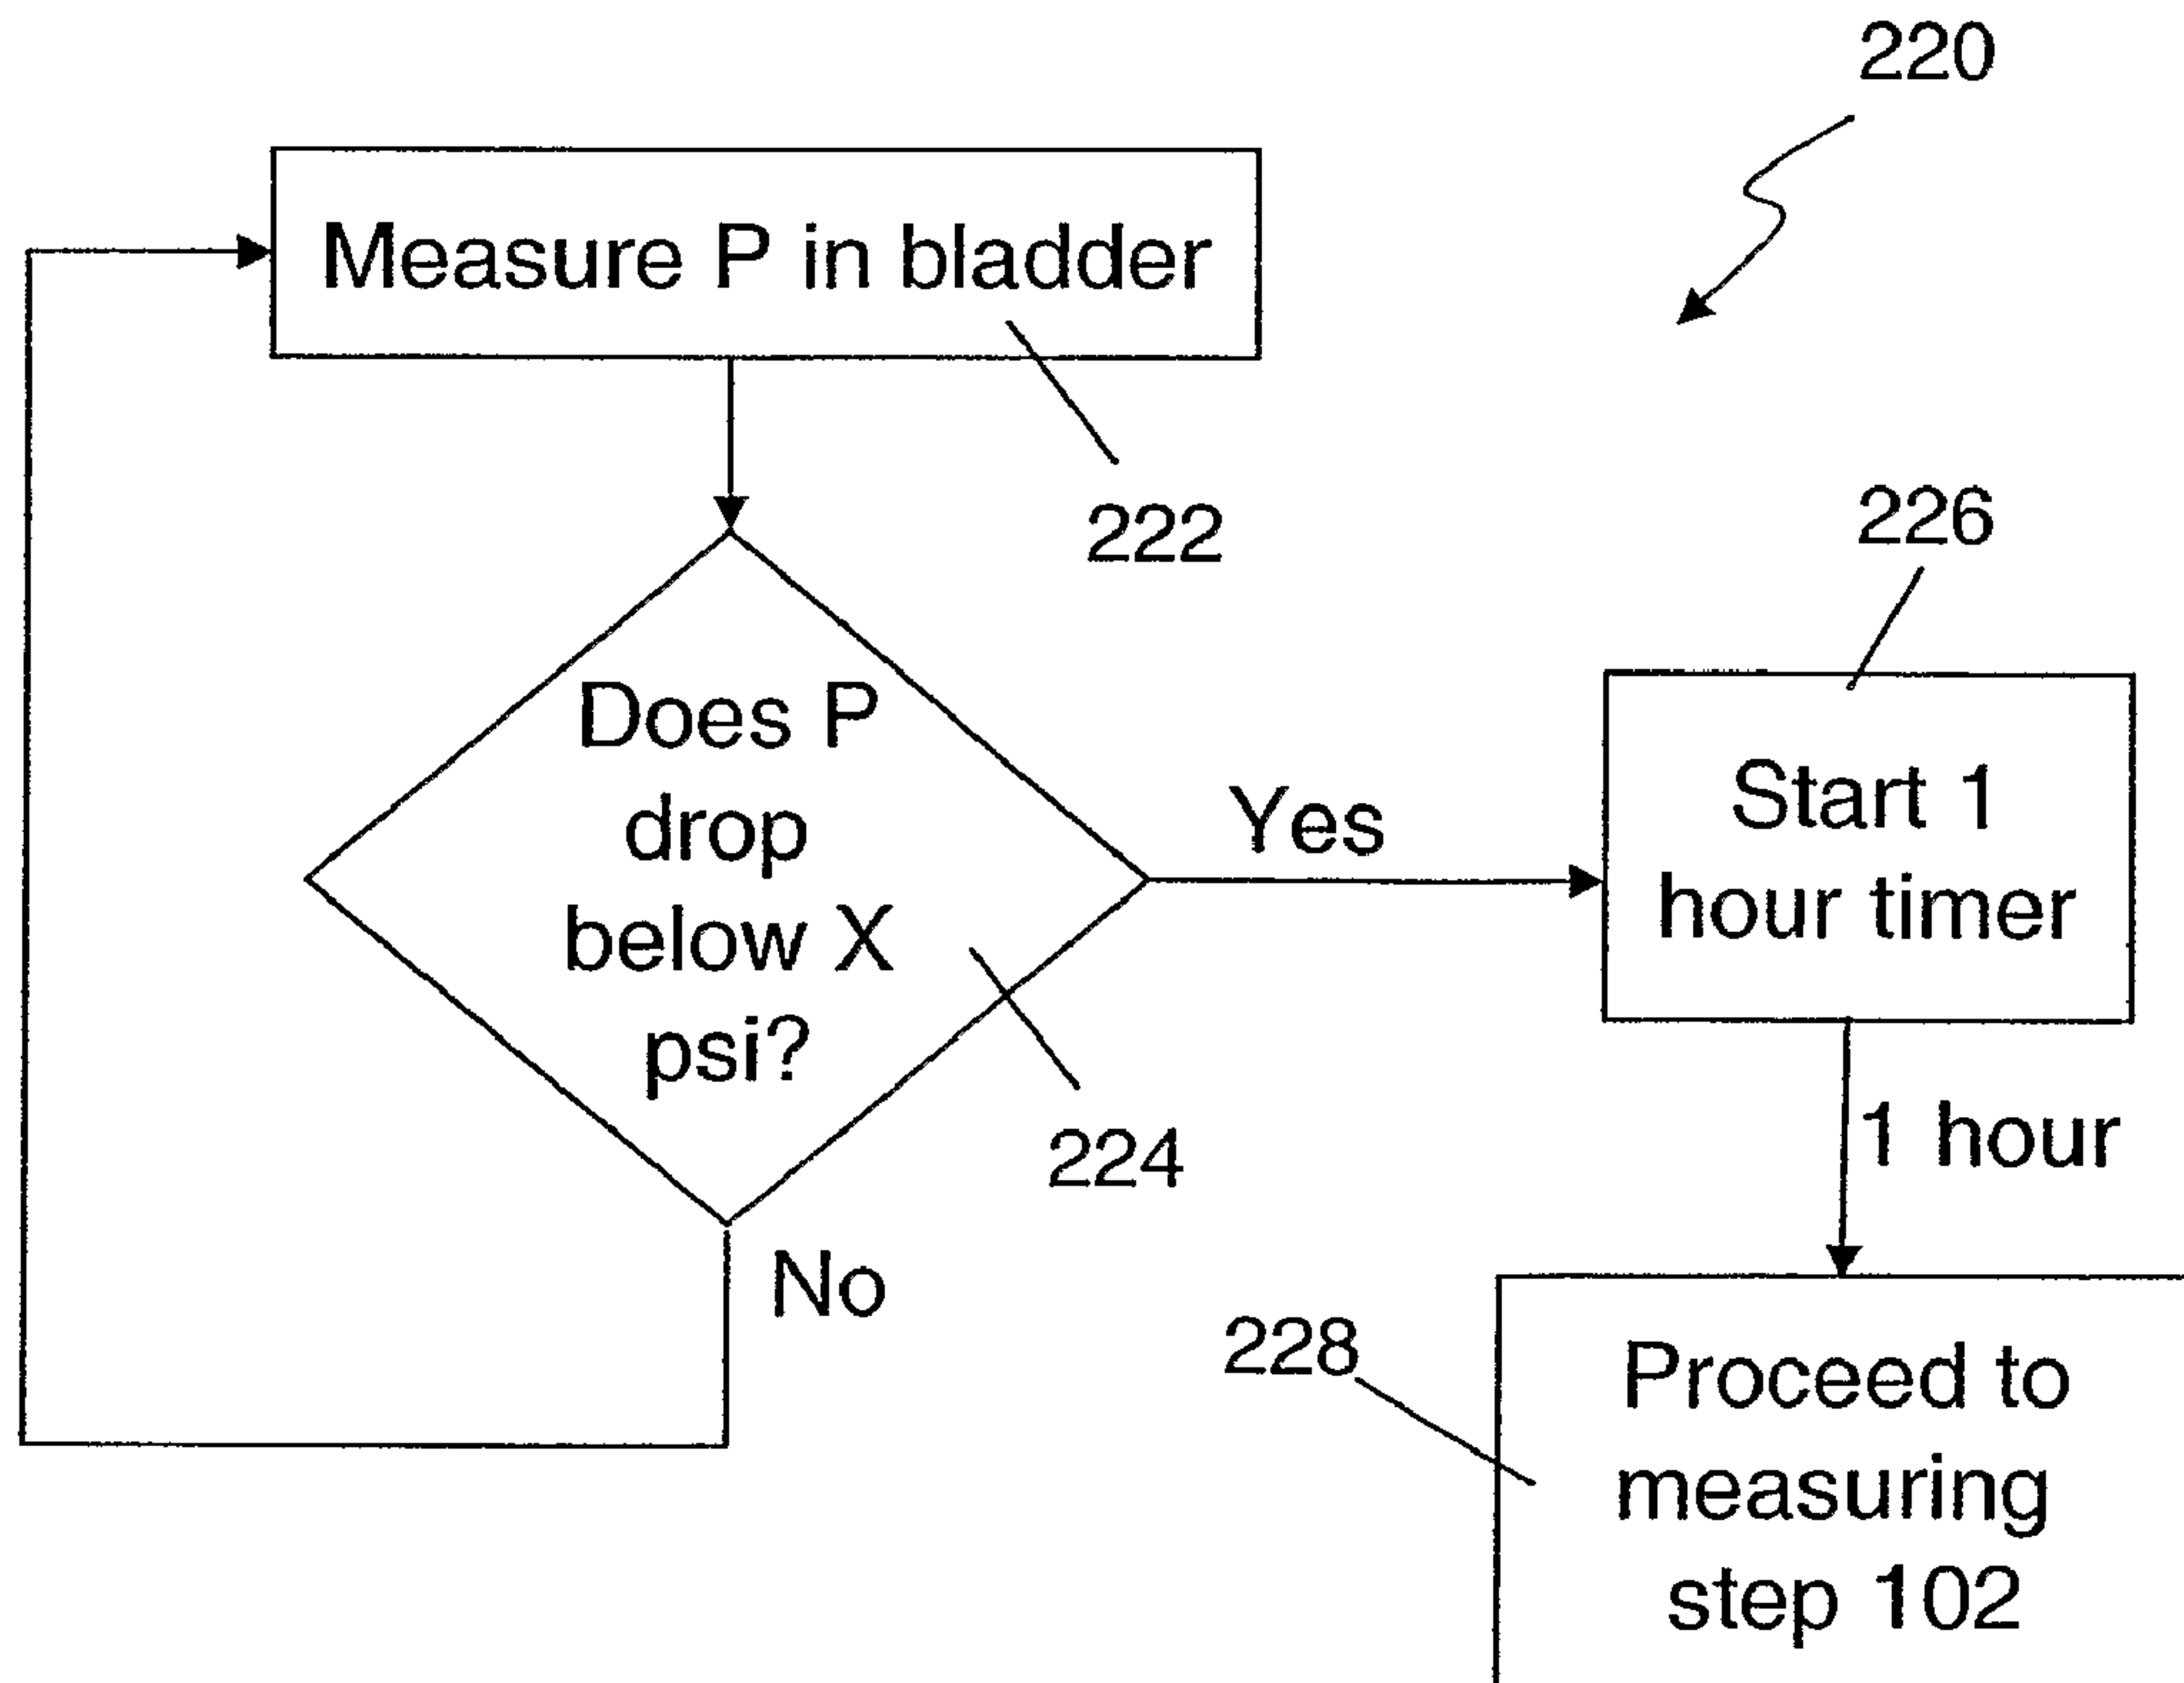 220
Measure P in bladder
222
226
Does P
drop
below X
psi?
Yes
Start 1
hour timer
224
1 hour
No
228
Proceed to
measuring
step 102